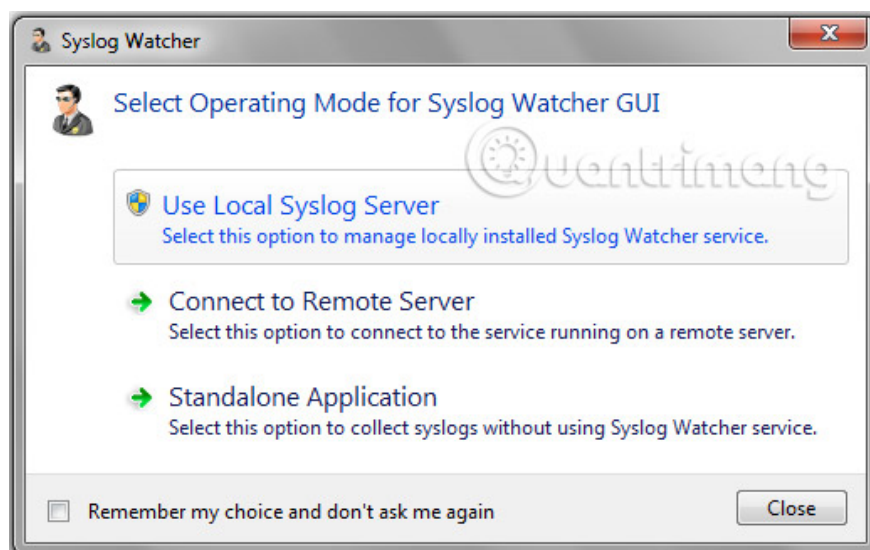 Syslog Watcher
Select Operating Mode for Syslog Watcher GUI
Quantrimang
Use Local Syslog Server
Select this option to manage locally installed Syslog Watcher service.
Connect to Remote Server
Select this option to connect to the service running on a remote server.
Standalone Application
Select this option to collect syslogs without using Syslog Watcher service.
Remember my choice and don't ask me again
Close